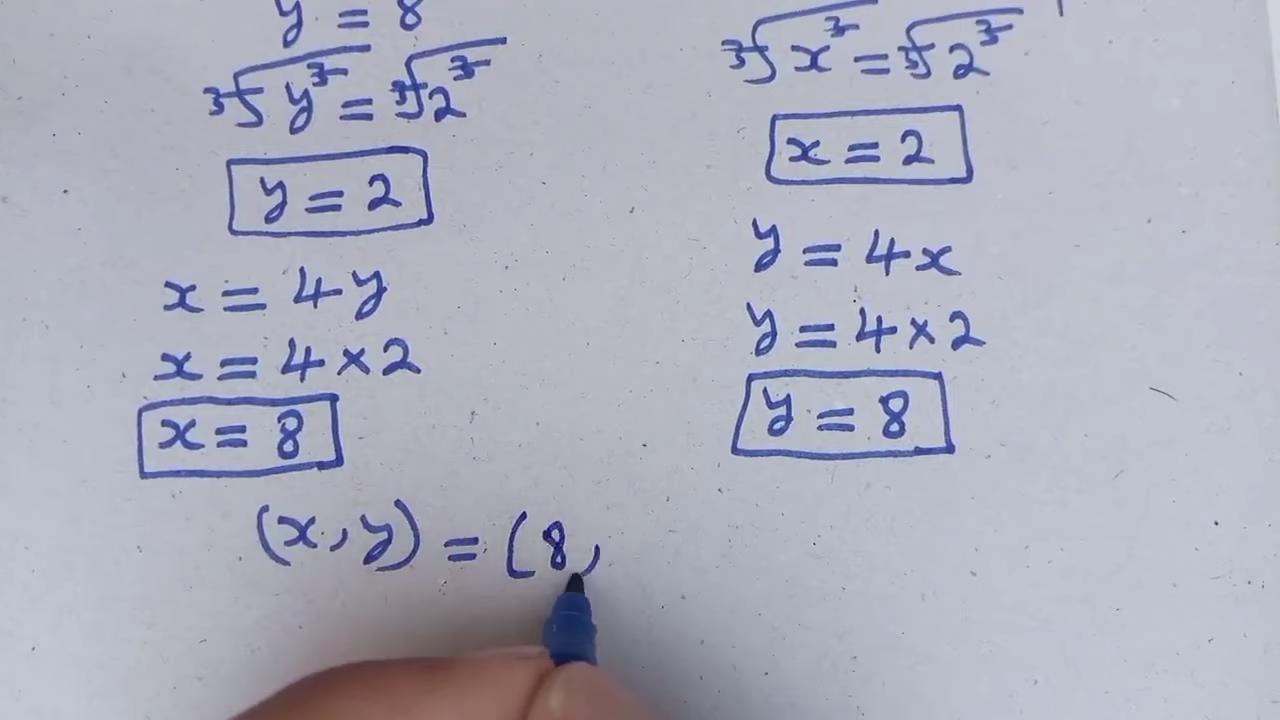 y = 8
∛y³ = ∛2³
y = 2
x = 4y
x = 4×2
x = 8
∛x³ = ∛2³
x = 2
y = 4x
y = 4×2
y = 8
(x,y) = (8,